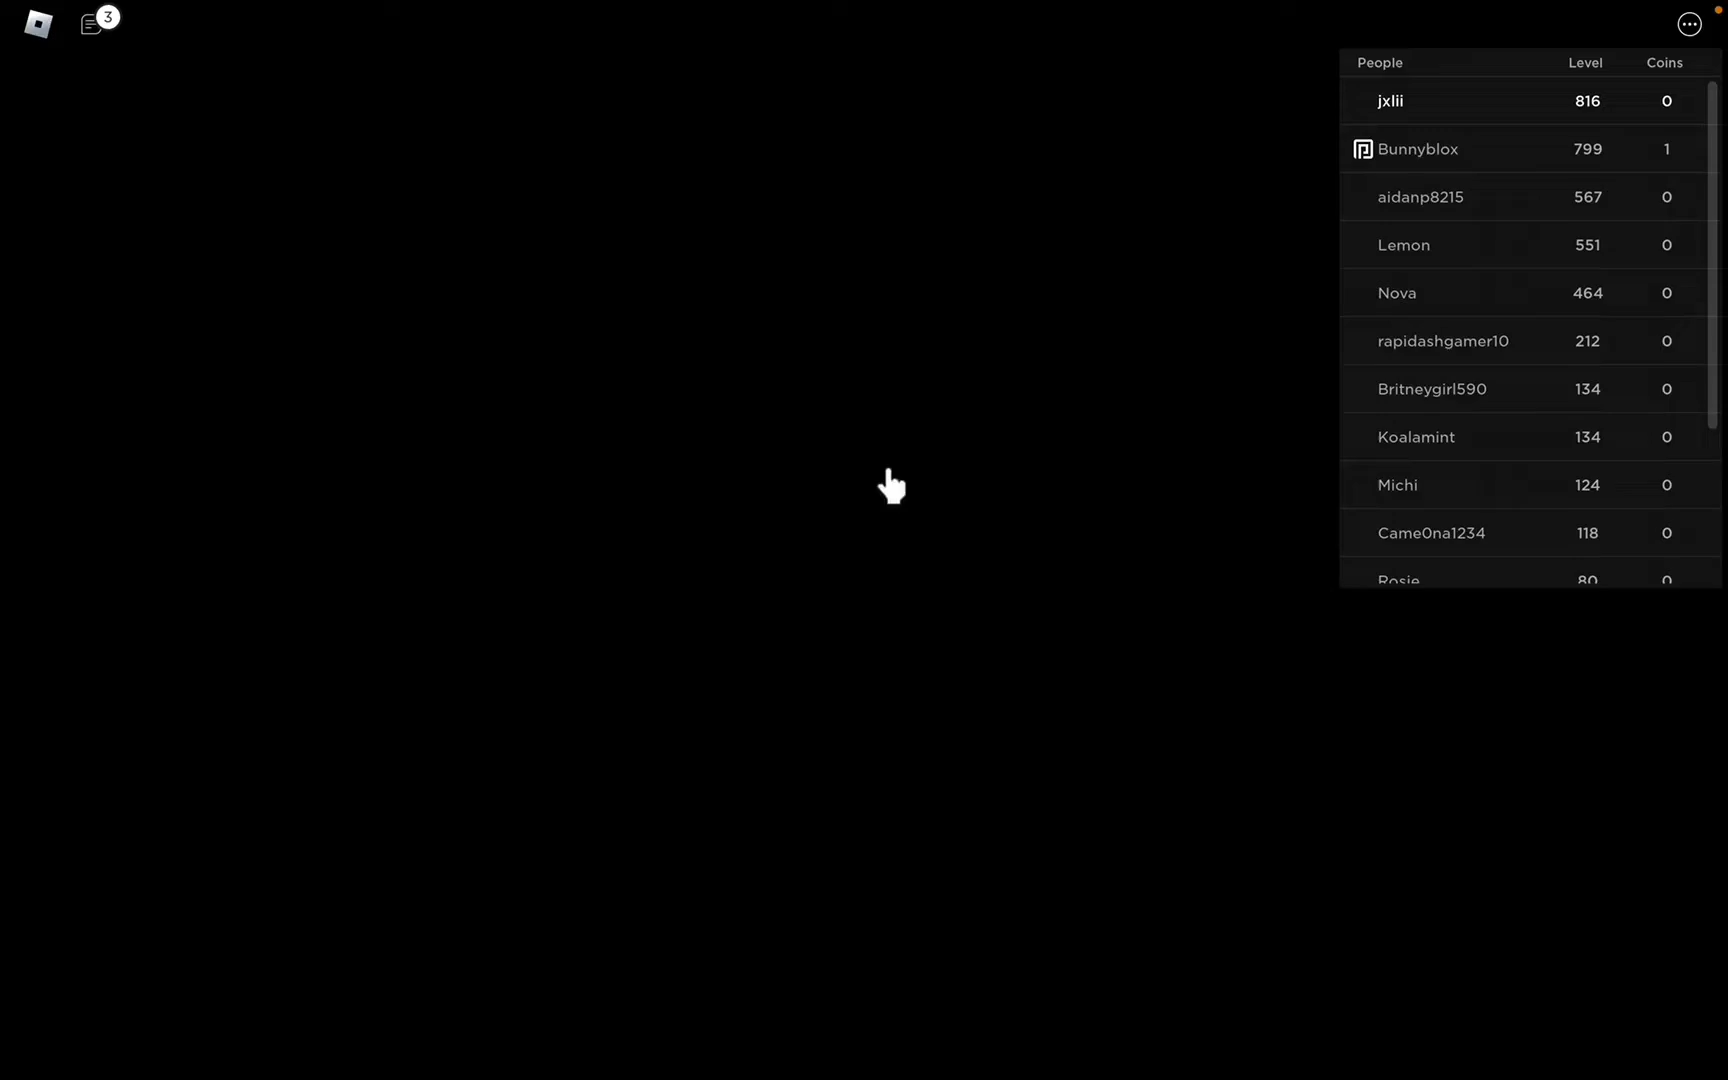 3
People Level Coins
jxlii 816 0
Bunnyblox 799 1
aidanp8215 567 0
Lemon 551 0
Nova 464 0
rapidashgamer10 212 0
Britneygirl590 134 0
Koalamint 134 0
Michi 124 0
Came0na1234 118 0
Rosie 80 0